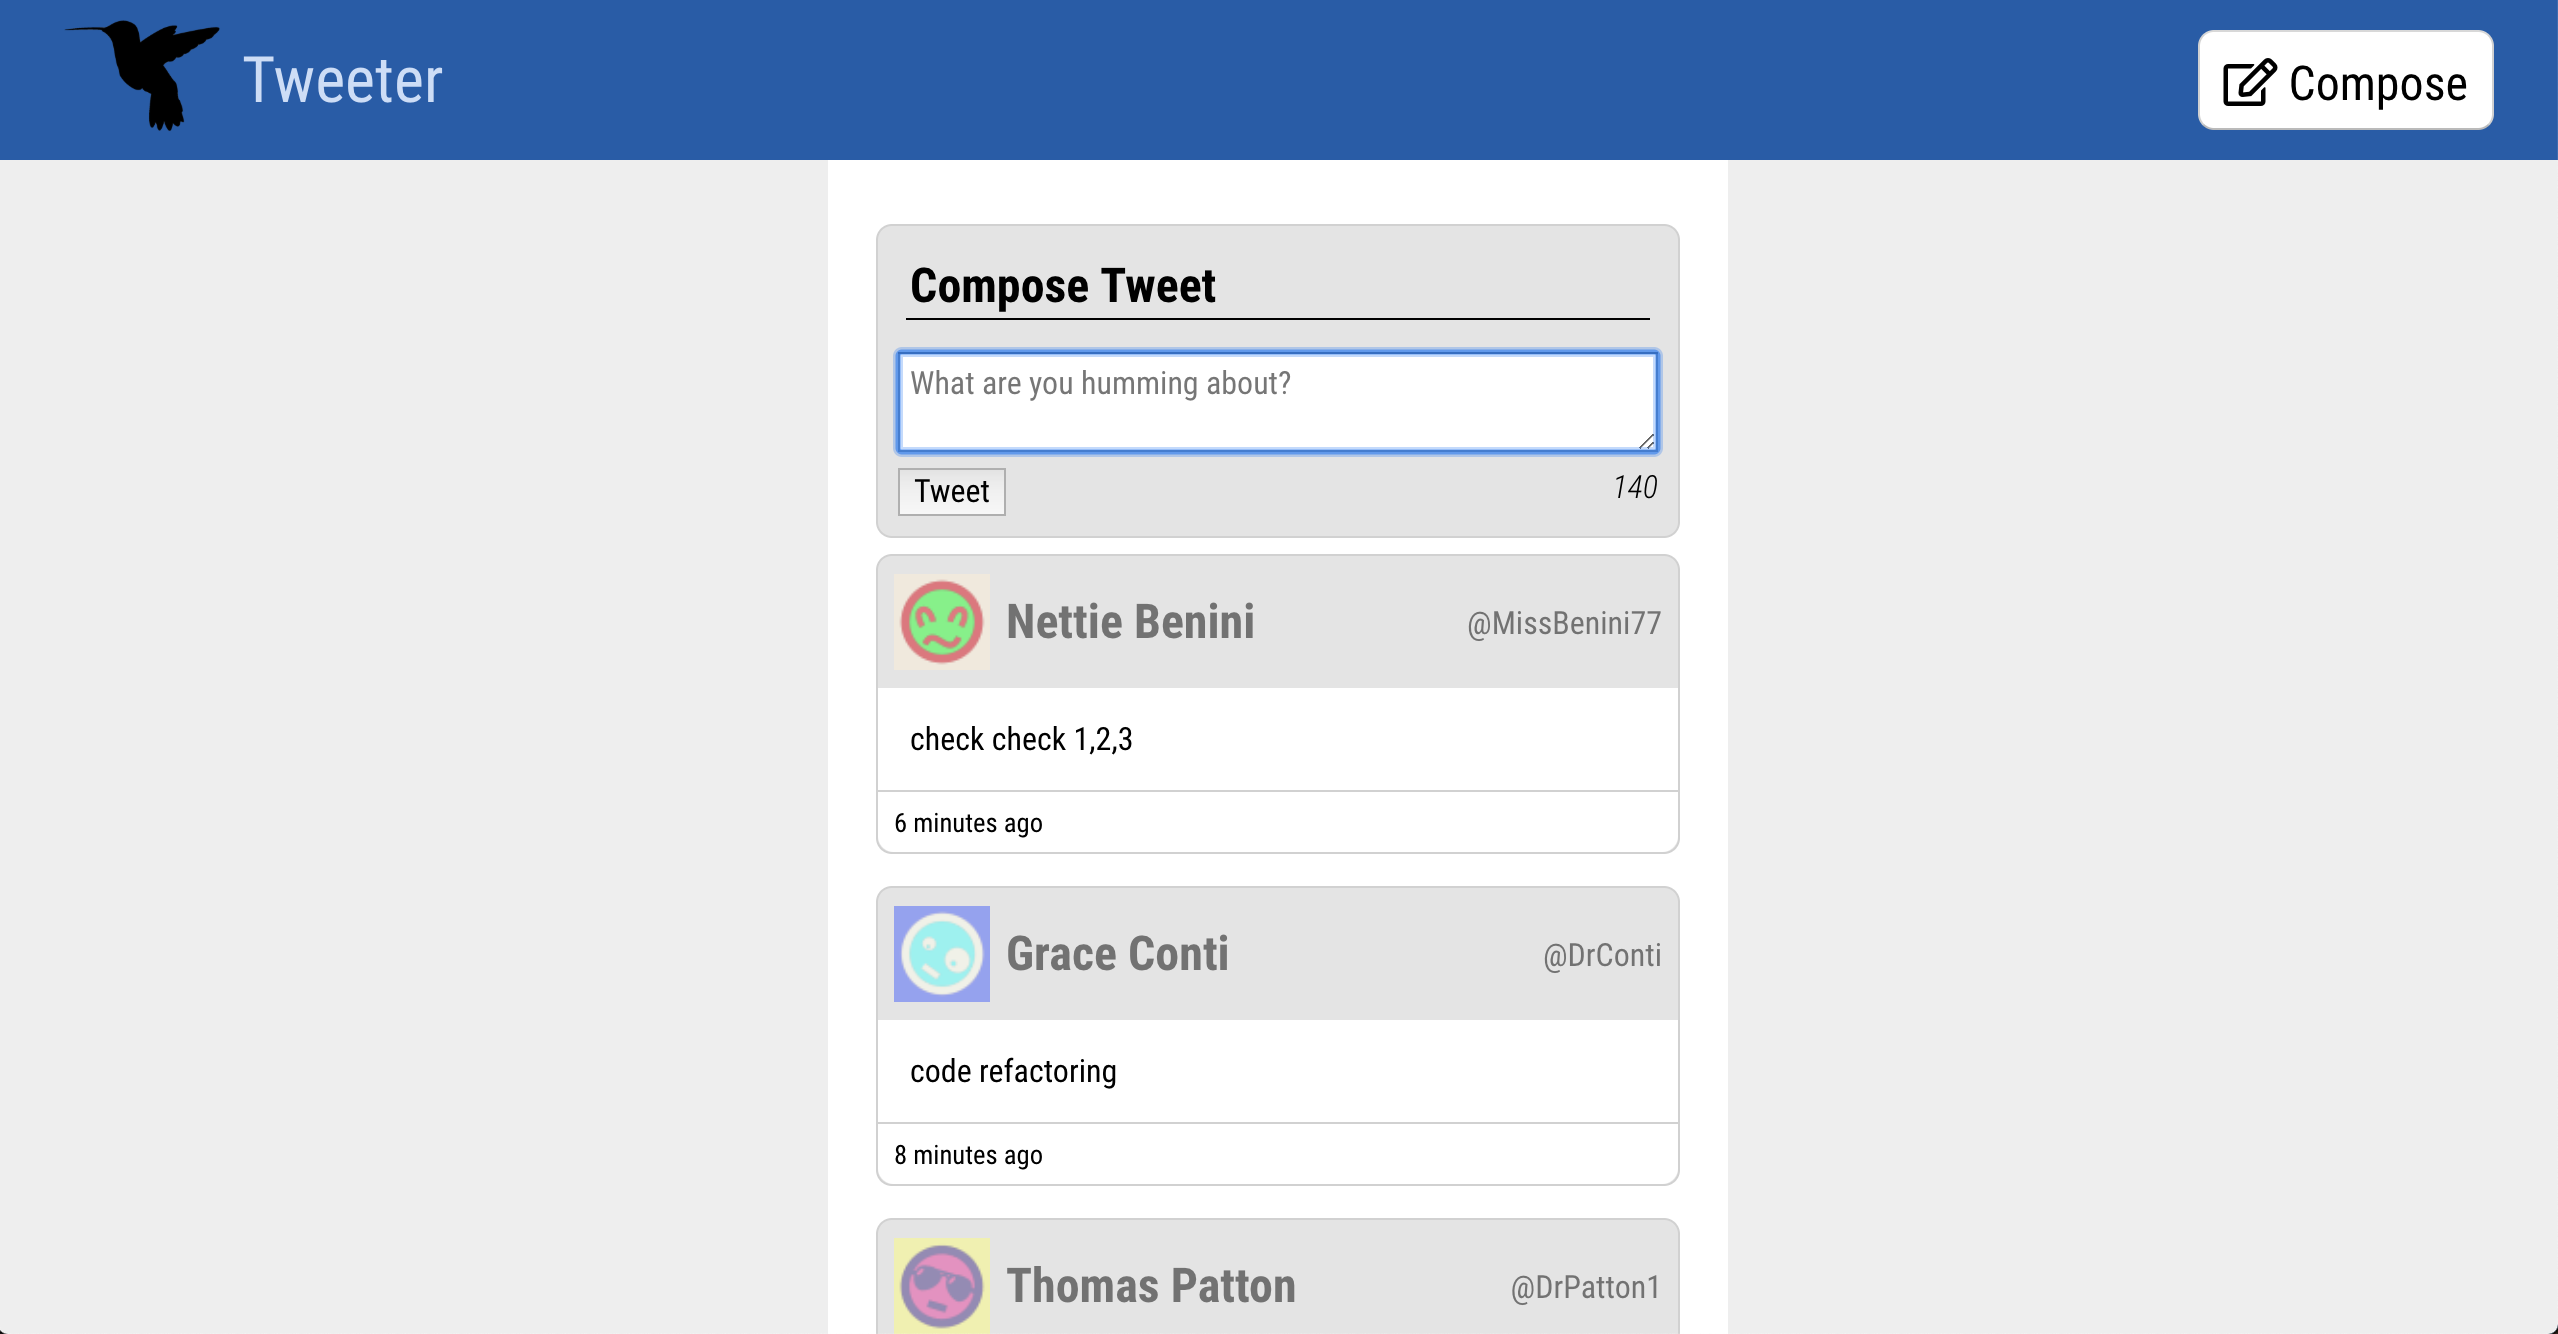 Tweeter
Compose
Compose Tweet
What are you humming about?
Tweet
140
Nettie Benini
@MissBenini77
check check 1,2,3
6 minutes ago
Grace Conti
@DrConti
code refactoring
8 minutes ago
Thomas Patton
@DrPatton1